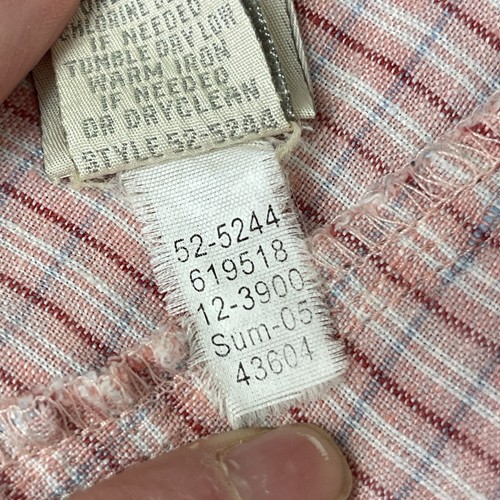 IF NEEDED
TUMBLE DRY LOW
WARM IRON
IF NEEDED
OR DRYCLEAN
STYLE 52-5244
52-5244
619518
12-3900
Sum-05
43604